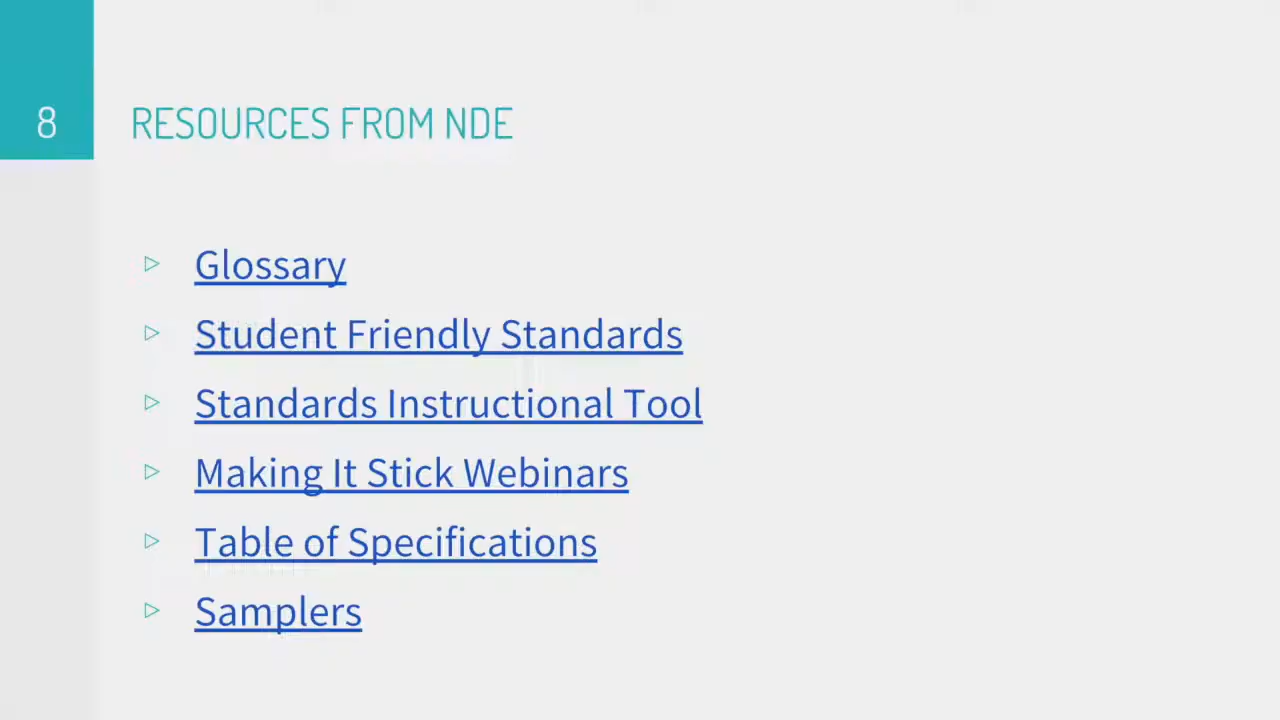 8
RESOURCES FROM NDE
Glossary
Student Friendly Standards
Standards Instructional Tool
Making It Stick Webinars
Table of Specifications
Samplers